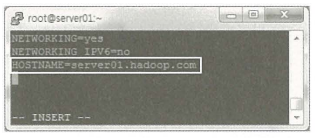 root@server01:~
NETWORKING=yes
NETWORKING_IPV6=no
HOSTNAME=server01.hadoop.com
-- INSERT --